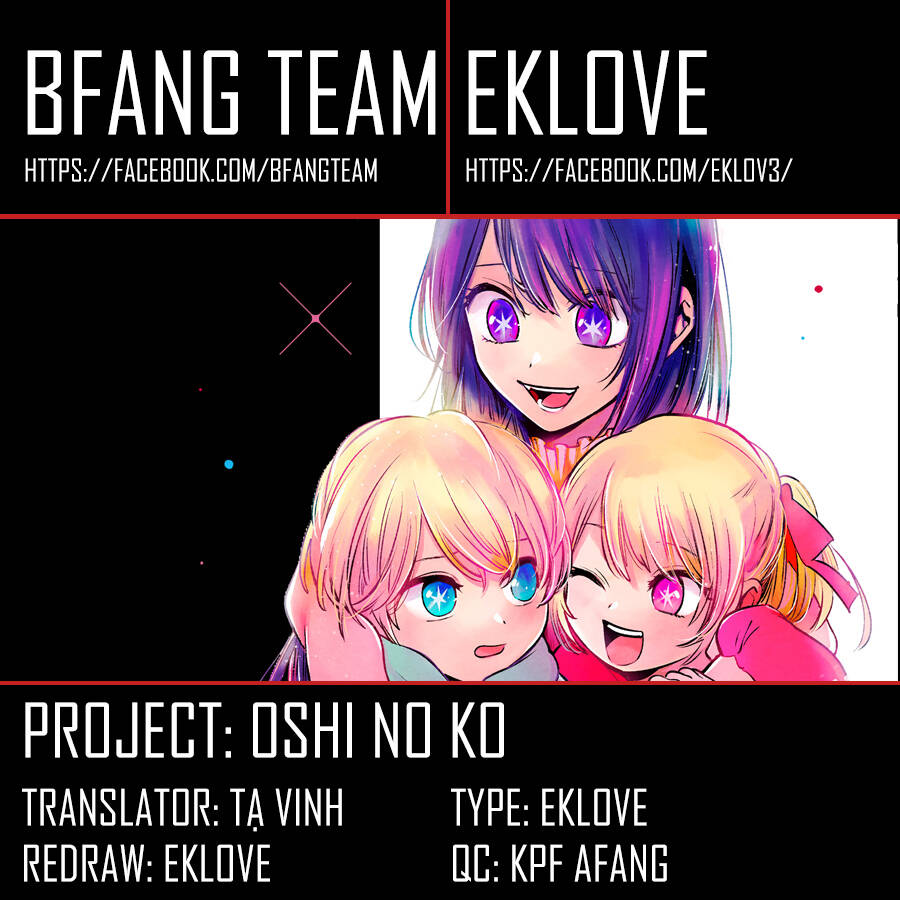 BFANG TEAM
HTTPS://FACEBOOK.COM/BFANGTEAM
EKLOVE
HTTPS://FACEBOOK.COM/EKLOV3/
PROJECT: OSHI NO KO
TRANSLATOR: TẠ VINH
TYPE: EKLOVE
REDRAW: EKLOVE
QC: KPF AFANG